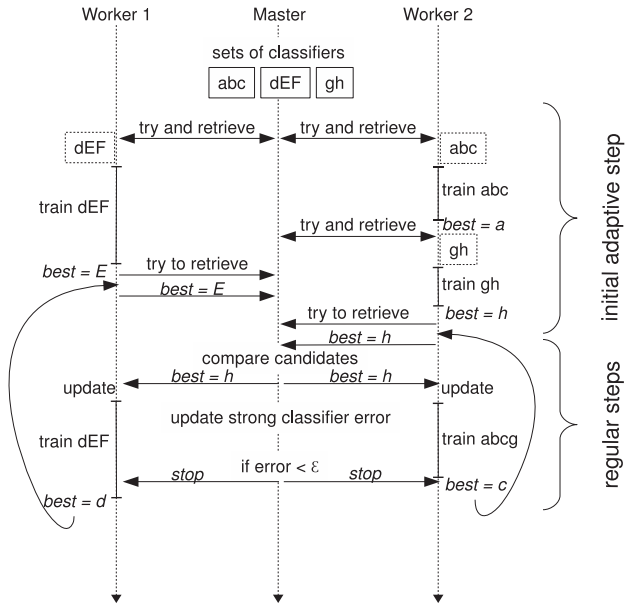 Worker 1 Master Worker 2
sets of classifiers
abc dEF gh
try and retrieve try and retrieve
dEF abc
train dEF train abc
try and retrieve best = a
gh
best = E try to retrieve
best = E train gh
try to retrieve best = h
best = h
compare candidates
update best = h best = h update
update strong classifier error
train dEF train abcg
if error < ε
stop stop
best = d best = c
initial adaptive step
regular steps